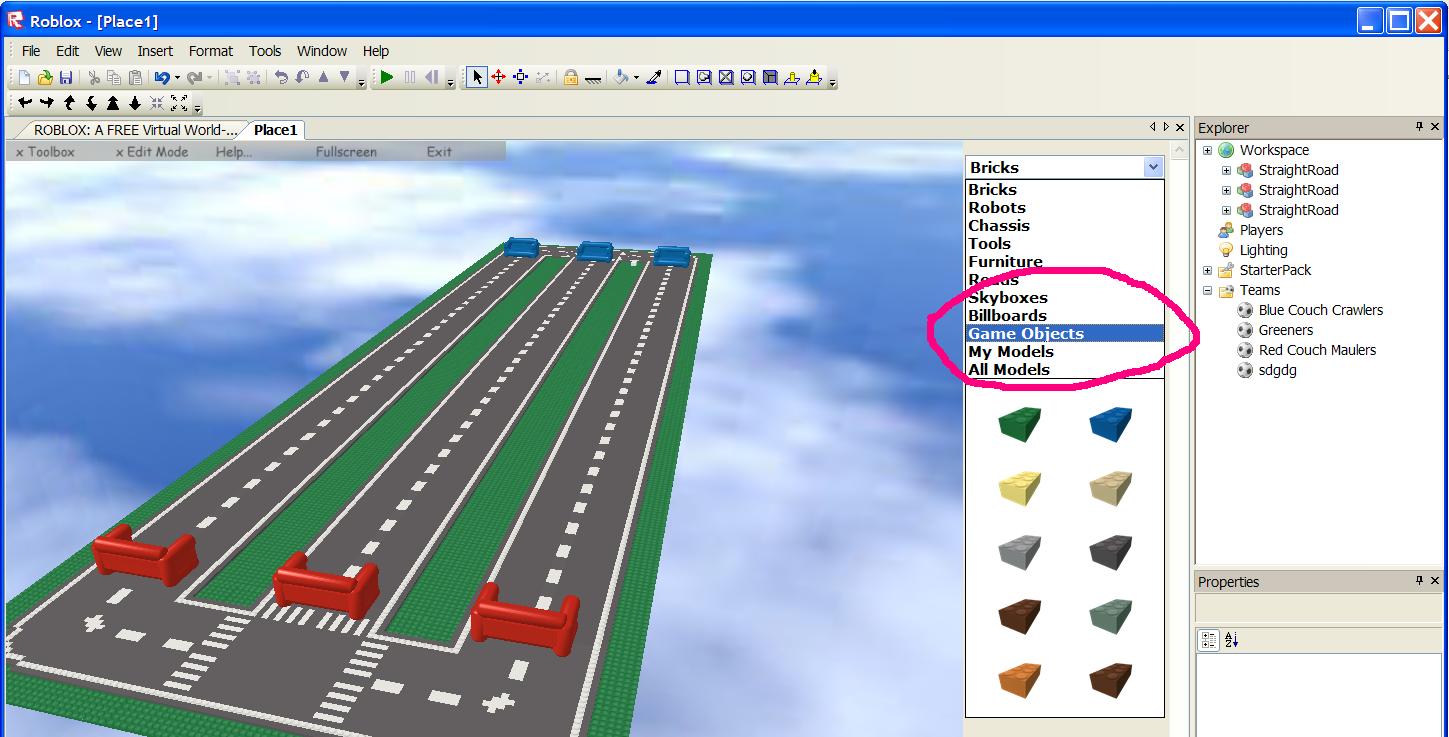 Roblox - [Place1]
File Edit View Insert Format Tools Window Help
ROBLOX: A FREE Virtual World-... Place1
x Toolbox x Edit Mode Help... Fullscreen Exit
Bricks
Bricks
Robots
Chassis
Tools
Furniture
Roads
Skyboxes
Billboards
Game Objects
My Models
All Models
Explorer
Workspace
StraightRoad
StraightRoad
StraightRoad
Players
Lighting
StarterPack
Teams
Blue Couch Crawlers
Greeners
Red Couch Maulers
sdgdg
Properties